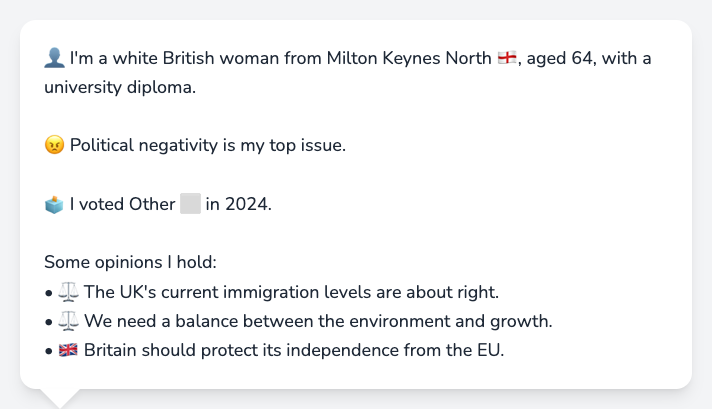 👤 I'm a white British woman from Milton Keynes North 🏴󠁧󠁢󠁥󠁮󠁧󠁿, aged 64, with a
university diploma.
😠 Political negativity is my top issue.
🗳️ I voted Other ⬜ in 2024.
Some opinions I hold:
• ⚖️ The UK's current immigration levels are about right.
• ⚖️ We need a balance between the environment and growth.
• 🇬🇧 Britain should protect its independence from the EU.